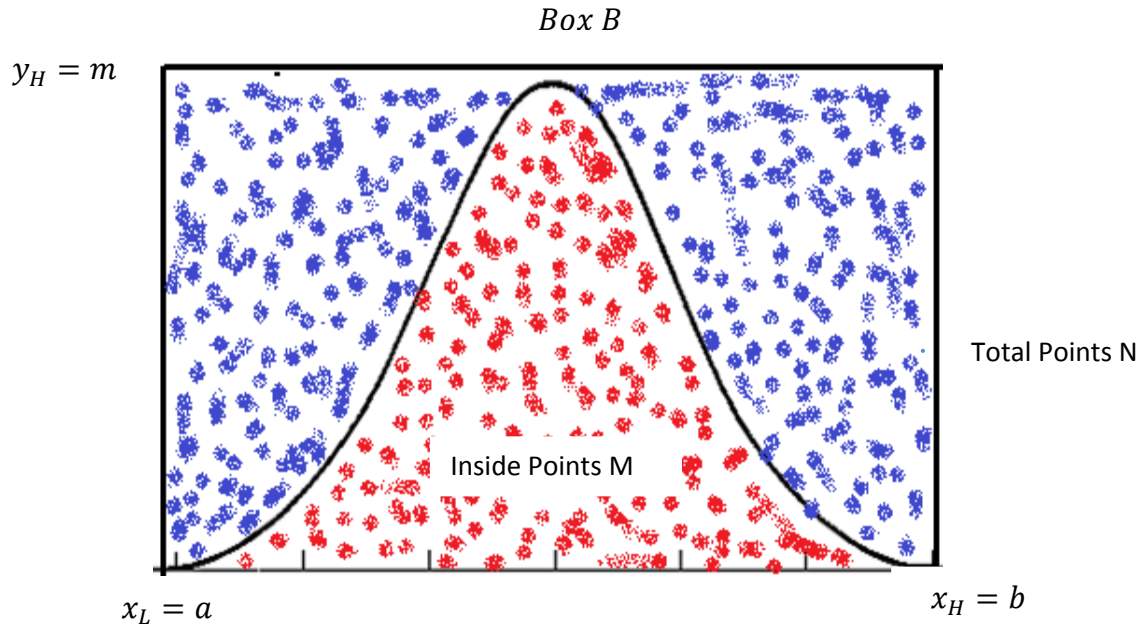 Box B
y_H = m
Total Points N
Inside Points M
x_L = a
x_H = b